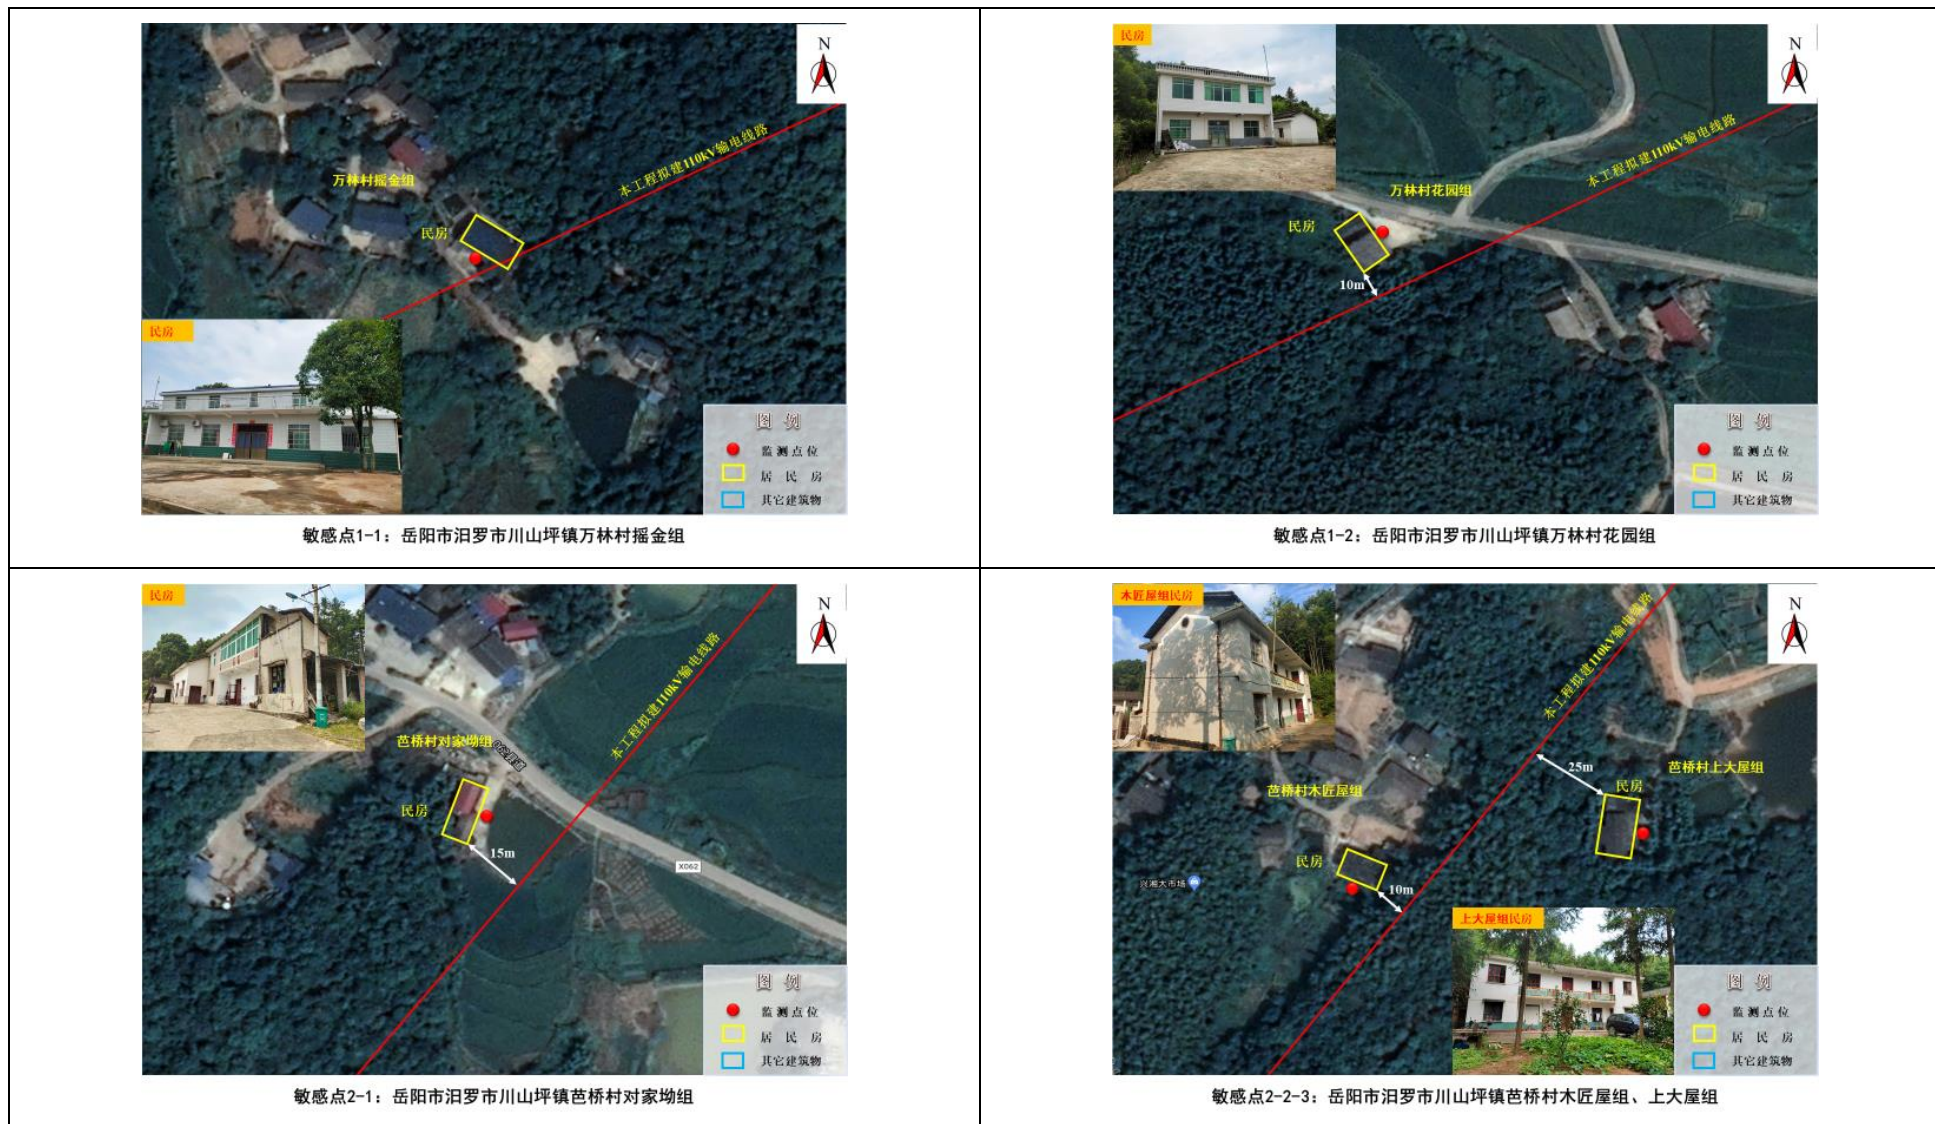 N
本工程拟建110kV输电线路
万林村摇金组
民房
民房
图 例
监测点位
居 民 房
其它建筑物
敏感点1-1：岳阳市汨罗市川山坪镇万林村摇金组
民房
N
本工程拟建110kV输电线路
万林村花园组
民房
10m
图 例
监测点位
居 民 房
其它建筑物
敏感点1-2：岳阳市汨罗市川山坪镇万林村花园组
民房
N
本工程拟建110kV输电线路
芭桥村对家坳组
062县道
民房
15m
X062
图 例
监测点位
居 民 房
其它建筑物
敏感点2-1：岳阳市汨罗市川山坪镇芭桥村对家坳组
木匠屋组民房
N
本工程拟建110kV输电线路
25m
芭桥村上大屋组
民房
芭桥村木匠屋组
民房
兴湘大市场
10m
上大屋组民房
图 例
监测点位
居 民 房
其它建筑物
敏感点2-2-3：岳阳市汨罗市川山坪镇芭桥村木匠屋组、上大屋组